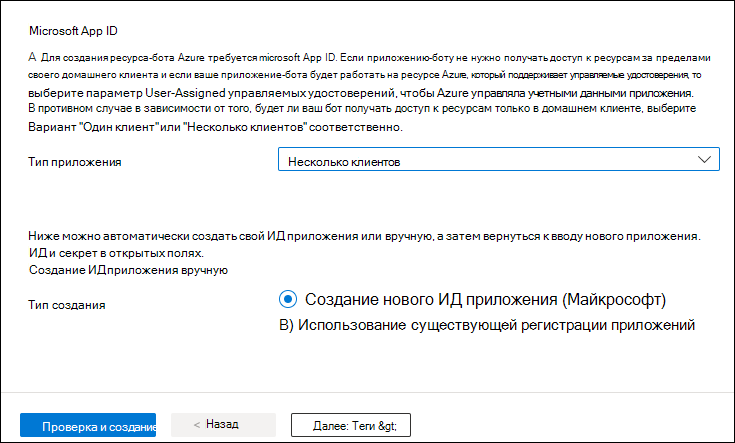 Microsoft App ID
А Для создания ресурса-бота Azure требуется microsoft App ID. Если приложению-боту не нужно получать доступ к ресурсам за пределами
своего домашнего клиента и если ваше приложение-бота будет работать на ресурсе Azure, который поддерживает управляемые удостоверения, то
выберите параметр User-Assigned управляемых удостоверений, чтобы Azure управляла учетными данными приложения.
В противном случае в зависимости от того, будет ли ваш бот получать доступ к ресурсам только в домашнем клиенте, выберите
Вариант "Один клиент" или "Несколько клиентов" соответственно.
Тип приложения
Несколько клиентов
Ниже можно автоматически создать свой ИД приложения или вручную, а затем вернуться к вводу нового приложения.
ИД и секрет в открытых полях.
Создание ИД приложения вручную
Тип создания
Создание нового ИД приложения (Майкрософт)
В) Использование существующей регистрации приложений
Проверка и создание
< Назад
Далее: Теги &gt;